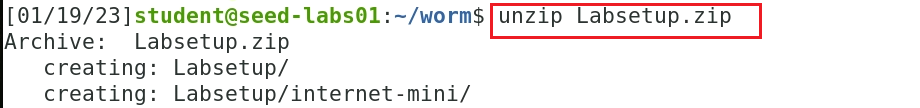 [01/19/23]student@seed-labs01:~/worm$ unzip Labsetup.zip
Archive:  Labsetup.zip
   creating: Labsetup/
   creating: Labsetup/internet-mini/